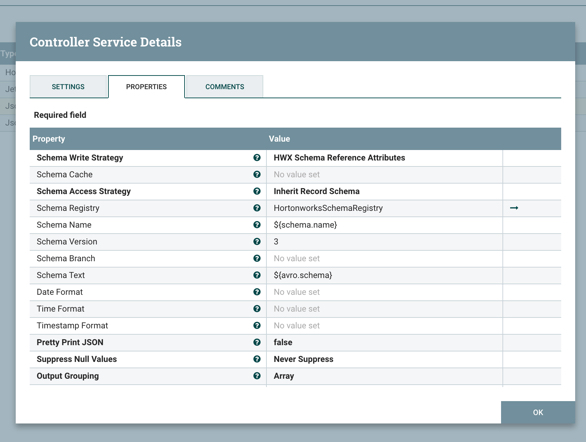 Controller Service Details
SETTINGS PROPERTIES COMMENTS
Required field
Property Value
Schema Write Strategy HWX Schema Reference Attributes
Schema Cache No value set
Schema Access Strategy Inherit Record Schema
Schema Registry HortonworksSchemaRegistry
Schema Name ${schema.name}
Schema Version 3
Schema Branch No value set
Schema Text ${avro.schema}
Date Format No value set
Time Format No value set
Timestamp Format No value set
Pretty Print JSON false
Suppress Null Values Never Suppress
Output Grouping Array
OK